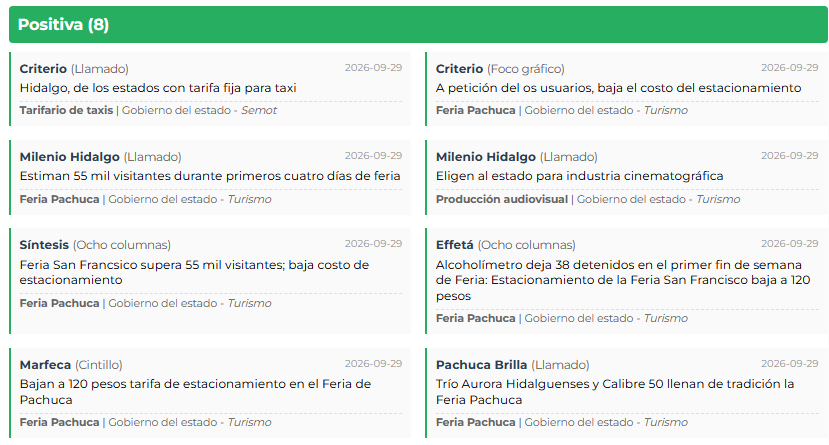 Positiva (8)
Criterio (Llamado) 2026-09-29
Hidalgo, de los estados con tarifa fija para taxi
Tarifario de taxis | Gobierno del estado - Semot
Criterio (Foco gráfico) 2026-09-29
A petición del os usuarios, baja el costo del estacionamiento
Feria Pachuca | Gobierno del estado - Turismo
Milenio Hidalgo (Llamado) 2026-09-29
Estiman 55 mil visitantes durante primeros cuatro días de feria
Feria Pachuca | Gobierno del estado - Turismo
Milenio Hidalgo (Llamado) 2026-09-29
Eligen al estado para industria cinematográfica
Producción audiovisual | Gobierno del estado - Turismo
Síntesis (Ocho columnas) 2026-09-29
Feria San Francsico supera 55 mil visitantes; baja costo de
estacionamiento
Feria Pachuca | Gobierno del estado - Turismo
Effetá (Ocho columnas) 2026-09-29
Alcoholímetro deja 38 detenidos en el primer fin de semana
de Feria: Estacionamiento de la Feria San Francisco baja a 120
pesos
Feria Pachuca | Gobierno del estado - Turismo
Marfeca (Cintillo) 2026-09-29
Bajan a 120 pesos tarifa de estacionamiento en el Feria de
Pachuca
Feria Pachuca | Gobierno del estado - Turismo
Pachuca Brilla (Llamado) 2026-09-29
Trío Aurora Hidalguenses y Calibre 50 llenan de tradición la
Feria Pachuca
Feria Pachuca | Gobierno del estado - Turismo